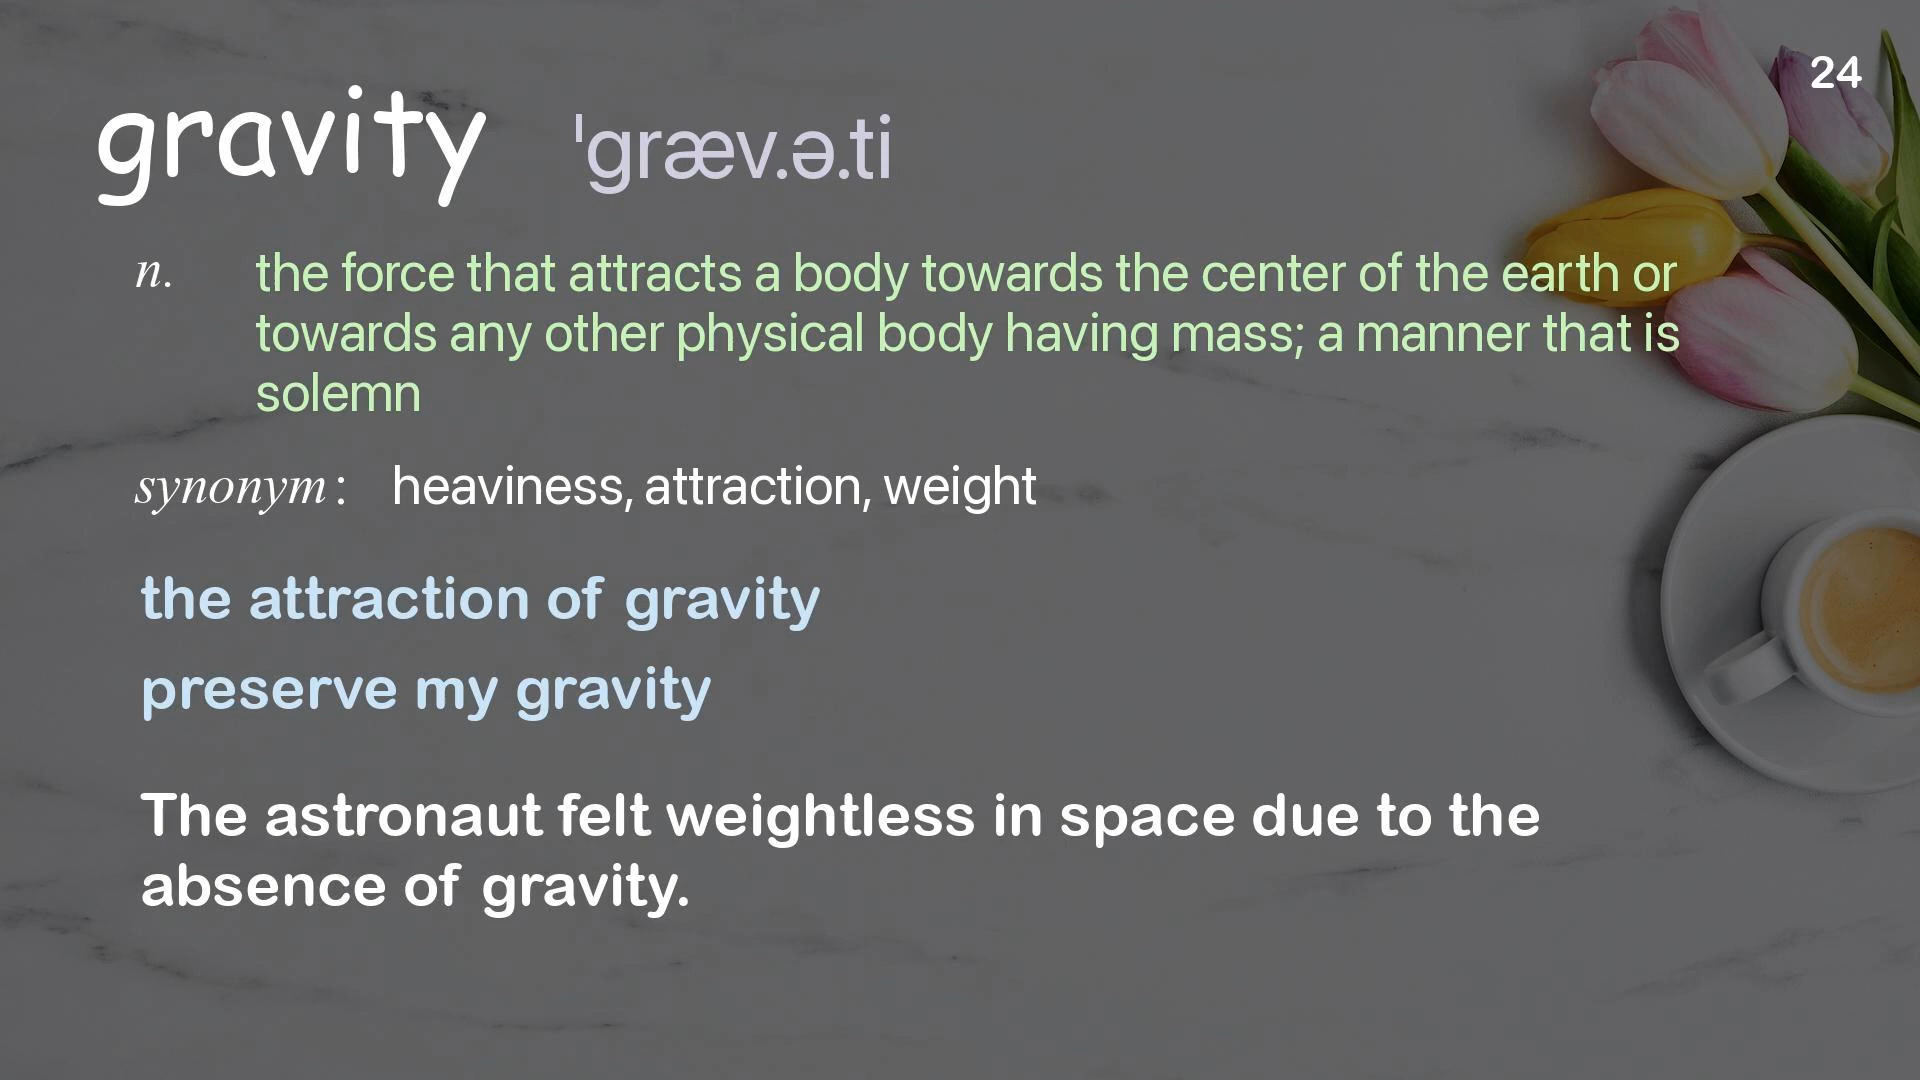 24
gravity ˈɡræv.ə.ti
n. the force that attracts a body towards the center of the earth or
towards any other physical body having mass; a manner that is
solemn
synonym: heaviness, attraction, weight
the attraction of gravity
preserve my gravity
The astronaut felt weightless in space due to the
absence of gravity.